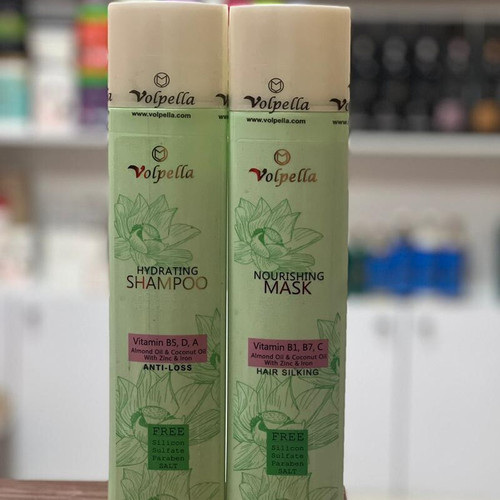 Volpella
www.volpella.com
Volpella
HYDRATING
SHAMPOO
Vitamin B5, D, A
Almond Oil & Coconut Oil
With Zinc & Iron
ANTI-LOSS
FREE
Silicon
Sulfate
Paraben
SALT
Volpella
www.volpella.com
Volpella
NOURISHING
MASK
Vitamin B1, B7, C
Almond Oil & Coconut Oil
With Zinc & Iron
HAIR SILKING
FREE
Silicon
Sulfate
Paraben
SALT